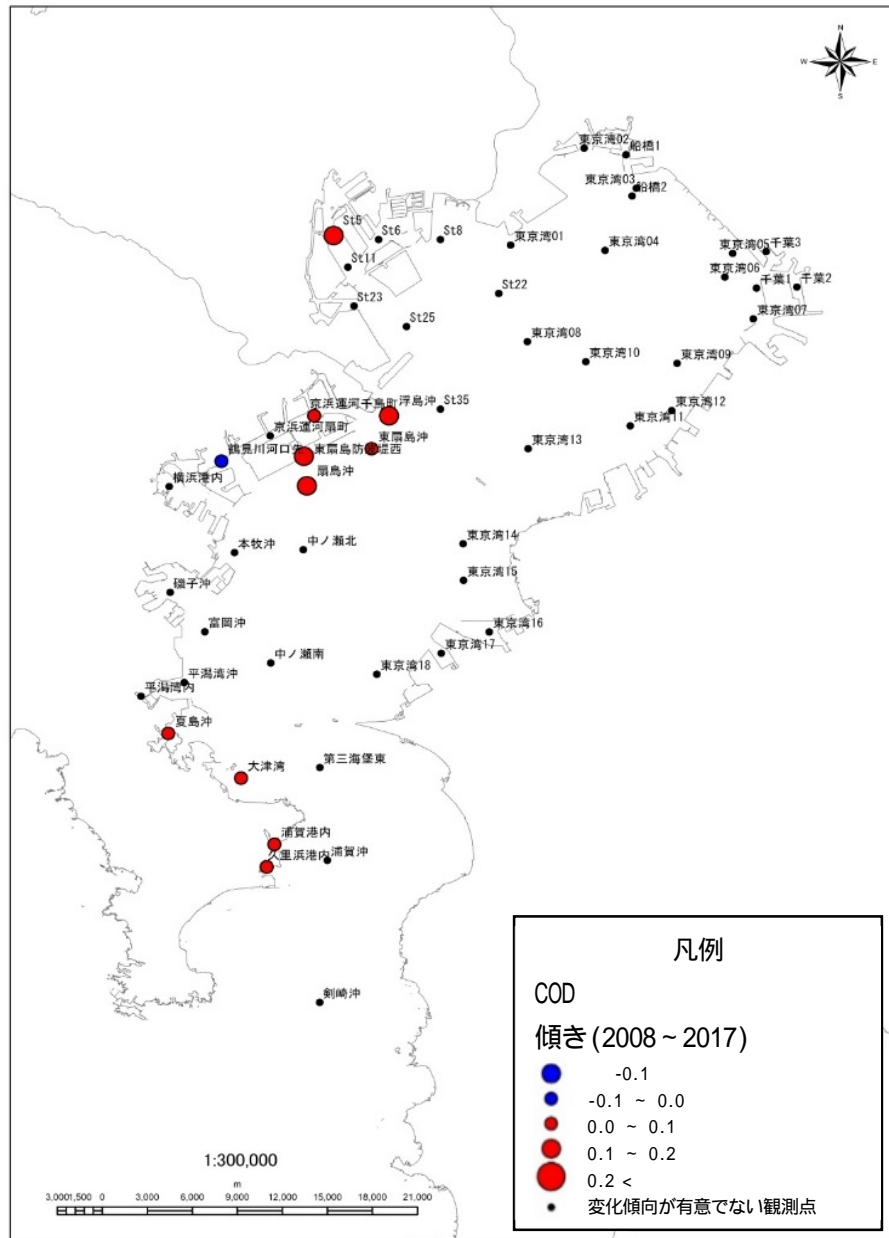 N
W
E
S
東京湾02
船橋1
東京湾03
船橋2
St5
St6
St8
東京湾01
東京湾04
東京湾05
千葉3
St11
東京湾06
千葉1
千葉2
St22
St23
東京湾07
St25
東京湾08
東京湾10
東京湾09
京浜運河千鳥町
浮島沖
St35
東京湾12
京浜運河扇町
東京湾11
東扇島沖
鶴見川河口先
東扇島防波堤西
東京湾13
扇島沖
横浜港内
東京湾14
本牧沖
中ノ瀬北
東京湾15
磯子沖
富岡沖
東京湾16
東京湾17
中ノ瀬南
東京湾18
平潟湾沖
平潟湾内
夏島沖
大津湾
第三海堡東
浦賀港内
久里浜港内
浦賀沖
剣崎沖
凡例
COD
傾き(2008~2017)
-0.1
-0.1 ~ 0.0
0.0 ~ 0.1
0.1 ~ 0.2
0.2 <
変化傾向が有意でない観測点
1:300,000
m
3,000 1,500 0 3,000 6,000 9,000 12,000 15,000 18,000 21,000